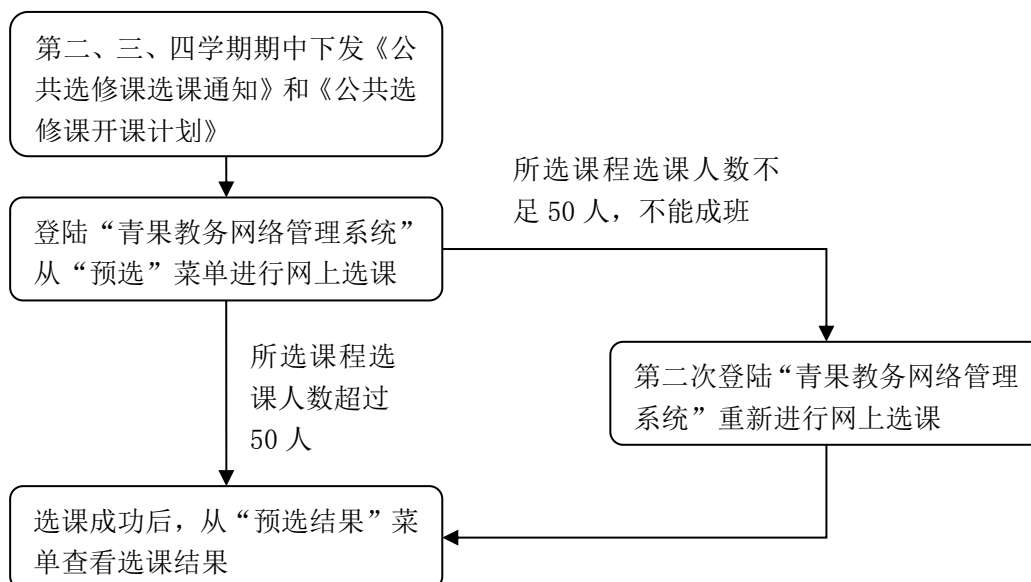 第二、三、四学期期中下发《公
共选修课选课通知》和《公共选
修课开课计划》
所选课程选课人数不
足 50 人，不能成班
登陆“青果教务网络管理系统”
从“预选”菜单进行网上选课
所选课程选
课人数超过
50 人
第二次登陆“青果教务网络管理
系统”重新进行网上选课
选课成功后，从“预选结果”菜
单查看选课结果